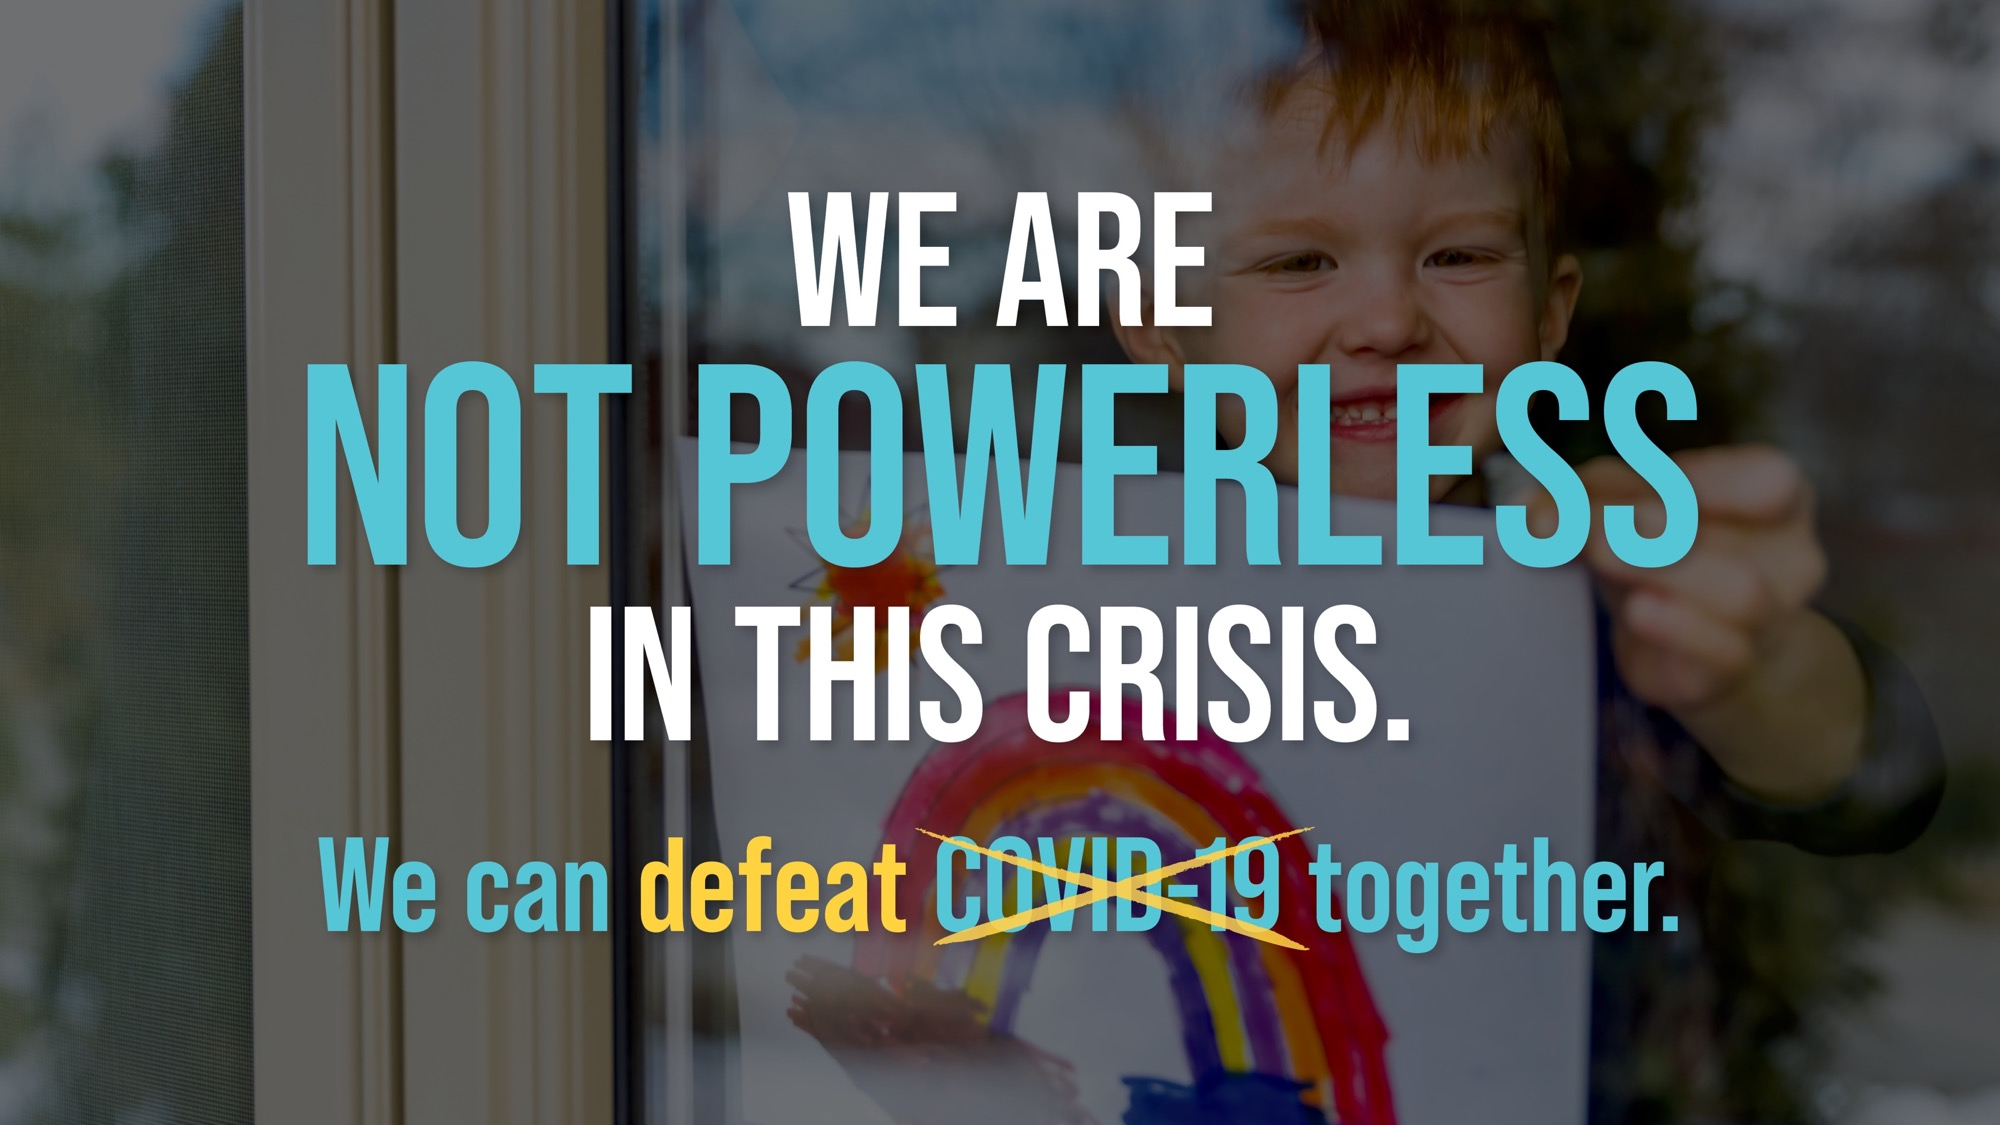 WE ARE
NOT POWERLESS
IN THIS CRISIS.
We can defeat COVID-19 together.